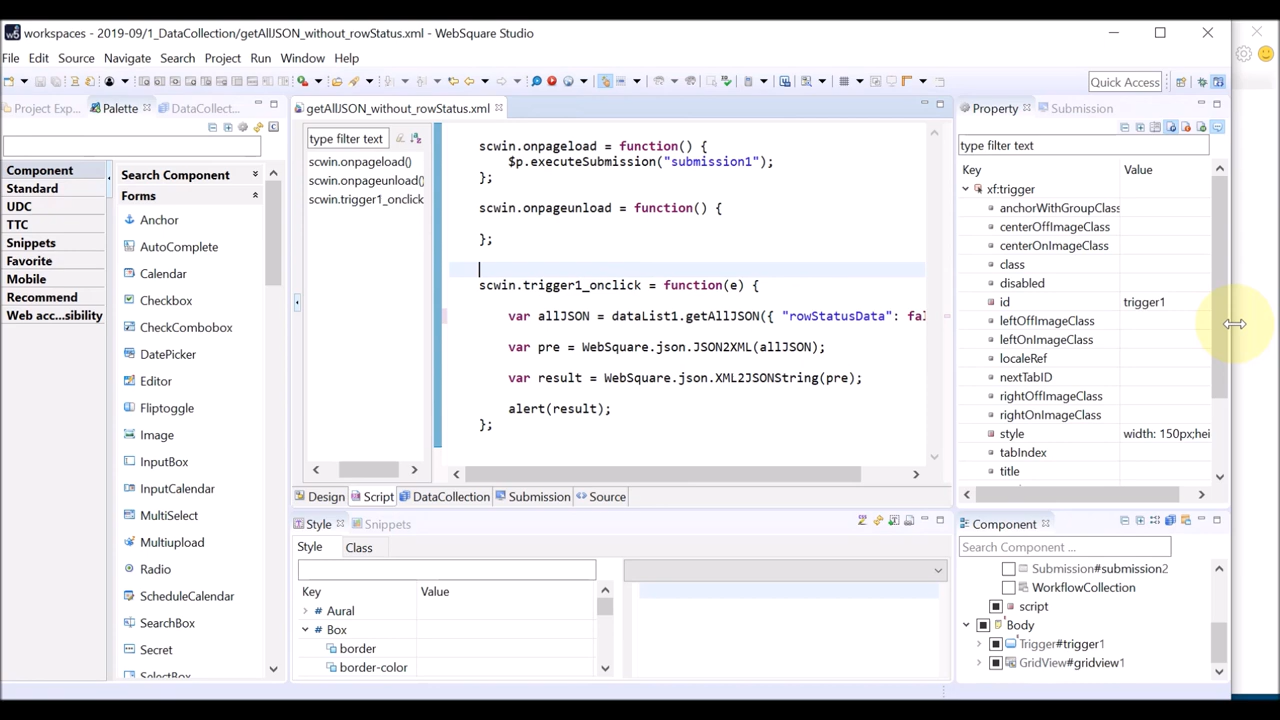 workspaces - 2019-09/1_DataCollection/getAllJSON_without_rowStatus.xml - WebSquare Studio
File Edit Source Navigate Search Project Run Window Help
Quick Access
Project Exp... Palette DataCollect...
Component
Standard
UDC
TTC
Snippets
Favorite
Mobile
Recommend
Web acc...sibility
Search Component
Forms
Anchor
AutoComplete
Calendar
Checkbox
CheckCombobox
DatePicker
Editor
Fliptoggle
Image
InputBox
InputCalendar
MultiSelect
Multiupload
Radio
ScheduleCalendar
SearchBox
Secret
SelectBox
getAllJSON_without_rowStatus.xml
type filter text
scwin.onpageload()
scwin.onpageunload()
scwin.trigger1_onclick
scwin.onpageload = function() {
$p.executeSubmission("submission1");
};
scwin.onpageunload = function() {
};
scwin.trigger1_onclick = function(e) {
var allJSON = dataList1.getAllJSON({ "rowStatusData": fal
var pre = WebSquare.json.JSON2XML(allJSON);
var result = WebSquare.json.XML2JSONString(pre);
alert(result);
};
Design Script DataCollection Submission Source
Style Snippets
Style Class
Key Value
Aural
Box
border
border-color
Property Submission
type filter text
Key Value
xf:trigger
anchorWithGroupClass
centerOffImageClass
centerOnImageClass
class
disabled
id trigger1
leftOffImageClass
leftOnImageClass
localeRef
nextTabID
rightOffImageClass
rightOnImageClass
style width: 150px;hei
tabIndex
title
Component
Search Component ...
Submission#submission2
WorkflowCollection
script
Body
Trigger#trigger1
GridView#gridview1